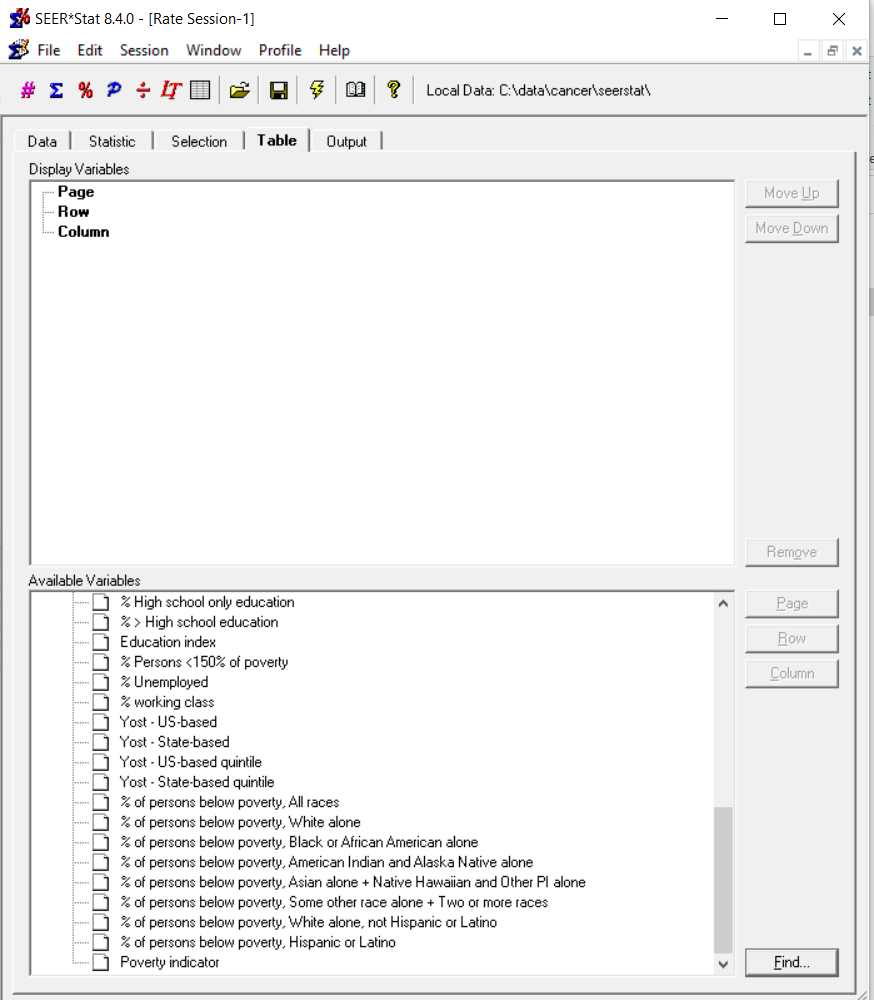 SEER*Stat 8.4.0 - [Rate Session-1]
File Edit Session Window Profile Help
Local Data: C:\data\cancer\seerstat\
Data Statistic Selection Table Output
Display Variables
Page
Row
Column
Move Up
Move Down
Remove
Available Variables
% High school only education
% > High school education
Education index
% Persons <150% of poverty
% Unemployed
% working class
Yost - US-based
Yost - State-based
Yost - US-based quintile
Yost - State-based quintile
% of persons below poverty, All races
% of persons below poverty, White alone
% of persons below poverty, Black or African American alone
% of persons below poverty, American Indian and Alaska Native alone
% of persons below poverty, Asian alone + Native Hawaiian and Other PI alone
% of persons below poverty, Some other race alone + Two or more races
% of persons below poverty, White alone, not Hispanic or Latino
% of persons below poverty, Hispanic or Latino
Poverty indicator
Page
Row
Column
Find...